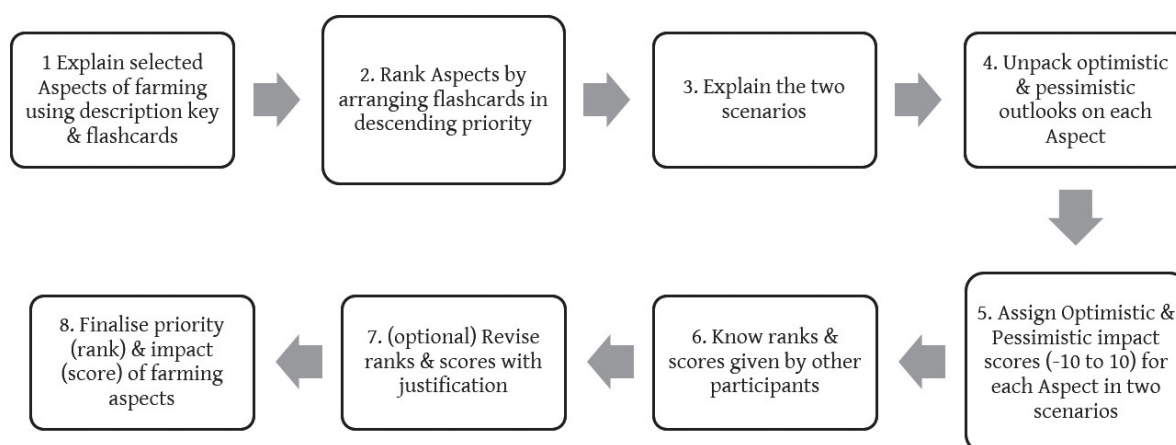 1 Explain selected
Aspects of farming
using description key
& flashcards
2. Rank Aspects by
arranging flashcards in
descending priority
3. Explain the two
scenarios
4. Unpack optimistic
& pessimistic
outlooks on each
Aspect
5. Assign Optimistic &
Pessimistic impact
scores (-10 to 10) for
each Aspect in two
scenarios
6. Know ranks &
scores given by other
participants
7. (optional) Revise
ranks & scores with
justification
8. Finalise priority
(rank) & impact
(score) of farming
aspects